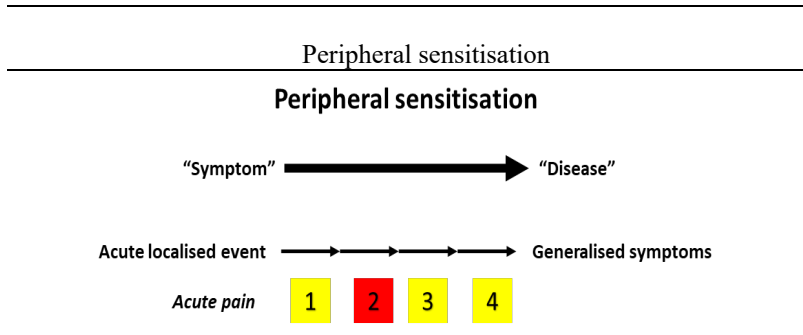 Peripheral sensitisation
Peripheral sensitisation
“Symptom” “Disease”
Acute localised event Generalised symptoms
Acute pain 1 2 3 4